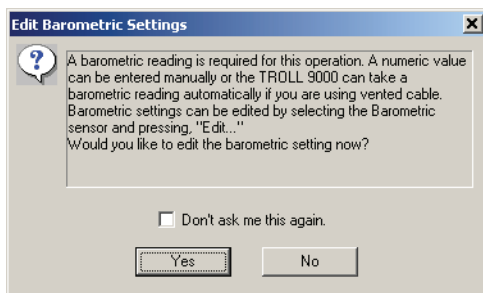 Edit Barometric Settings
A barometric reading is required for this operation. A numeric value
can be entered manually or the TROLL 9000 can take a
barometric reading automatically if you are using vented cable.
Barometric settings can be edited by selecting the Barometric
sensor and pressing, "Edit..."
Would you like to edit the barometric setting now?
Don't ask me this again.
Yes
No